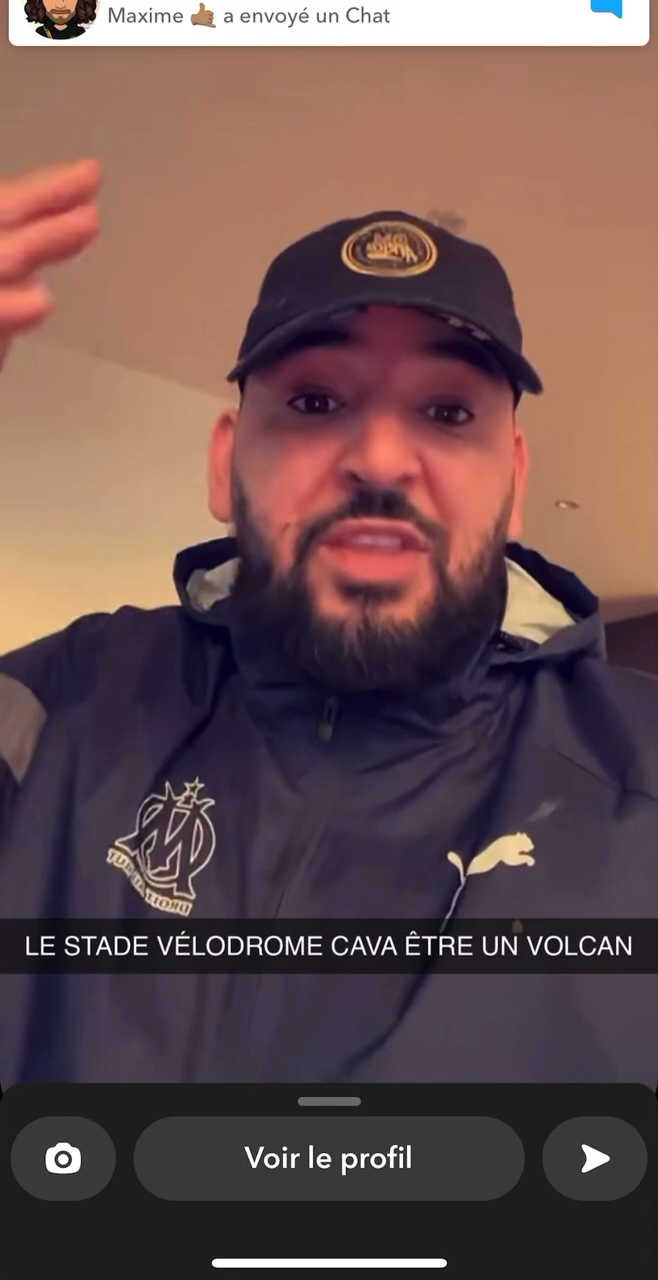 Maxime 🤙🏽 a envoyé un Chat
LE STADE VÉLODROME CAVA ÊTRE UN VOLCAN
Voir le profil